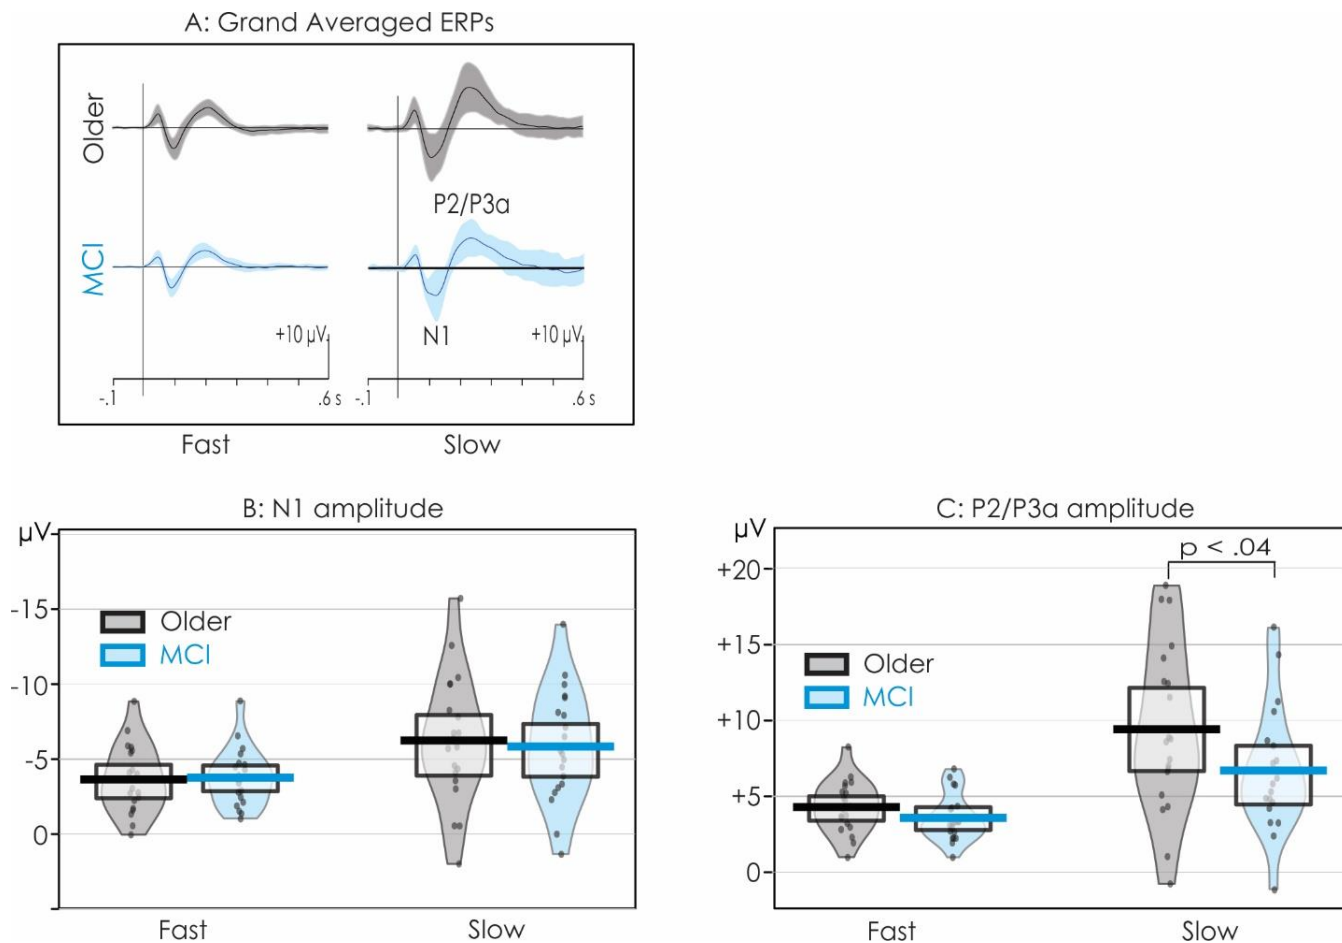 A: Grand Averaged ERPs
Older
P2/P3a
MCI
+10 µV
N1
+10 µV
-.1
.6 s
-.1
.6 s
Fast
Slow
B: N1 amplitude
µV
-15
-10
-5
0
Older
MCI
Fast
Slow
C: P2/P3a amplitude
µV
+20
+15
+10
+5
0
p < .04
Older
MCI
Fast
Slow